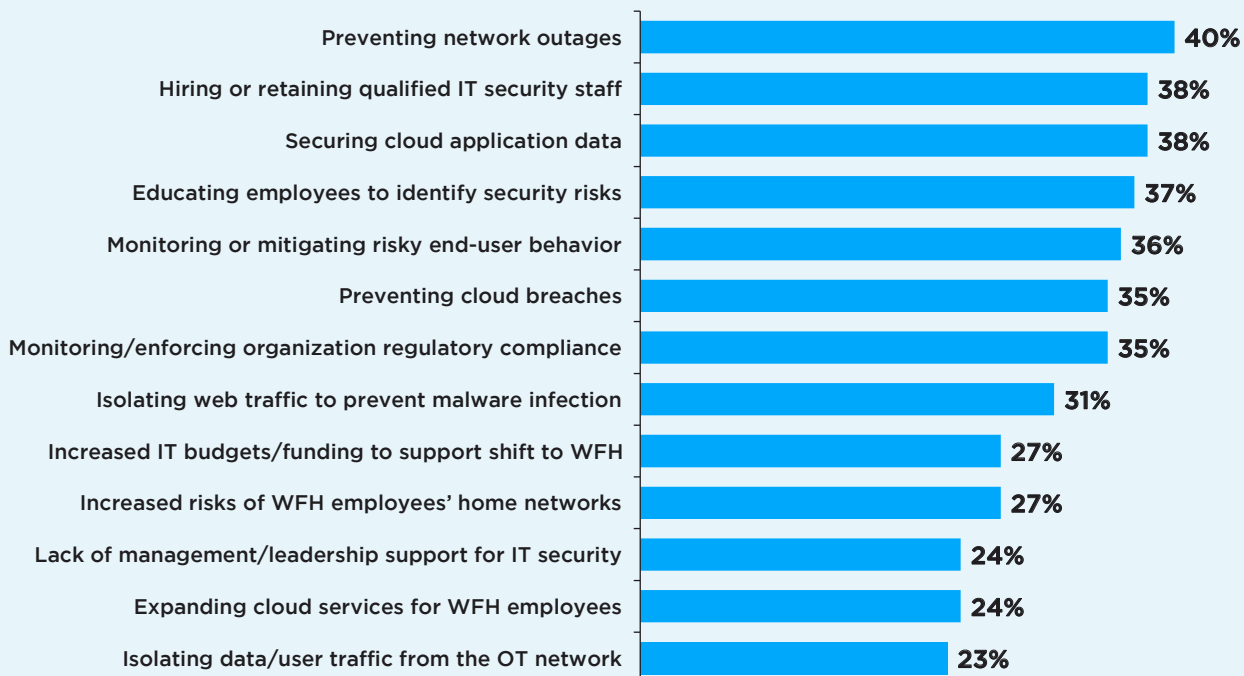 Preventing network outages 40%
Hiring or retaining qualified IT security staff 38%
Securing cloud application data 38%
Educating employees to identify security risks 37%
Monitoring or mitigating risky end-user behavior 36%
Preventing cloud breaches 35%
Monitoring/enforcing organization regulatory compliance 35%
Isolating web traffic to prevent malware infection 31%
Increased IT budgets/funding to support shift to WFH 27%
Increased risks of WFH employees’ home networks 27%
Lack of management/leadership support for IT security 24%
Expanding cloud services for WFH employees 24%
Isolating data/user traffic from the OT network 23%